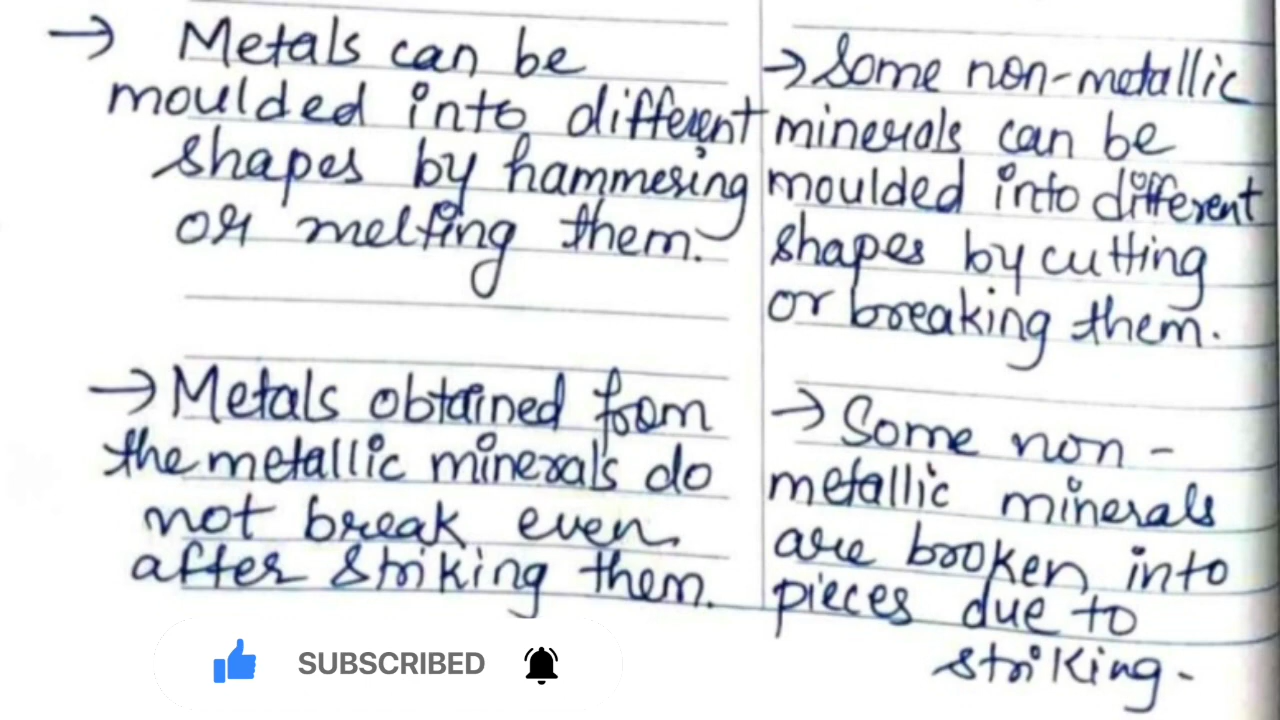 → Metals can be
moulded into different
shapes by hammering
or melting them.
→ Metals obtained from
the metallic minerals do
not break even
after striking them.
→ Some non-metallic
minerals can be
moulded into different
shapes by cutting
or breaking them.
→ Some non-
metallic minerals
are broken into
pieces due to
striking.
SUBSCRIBED